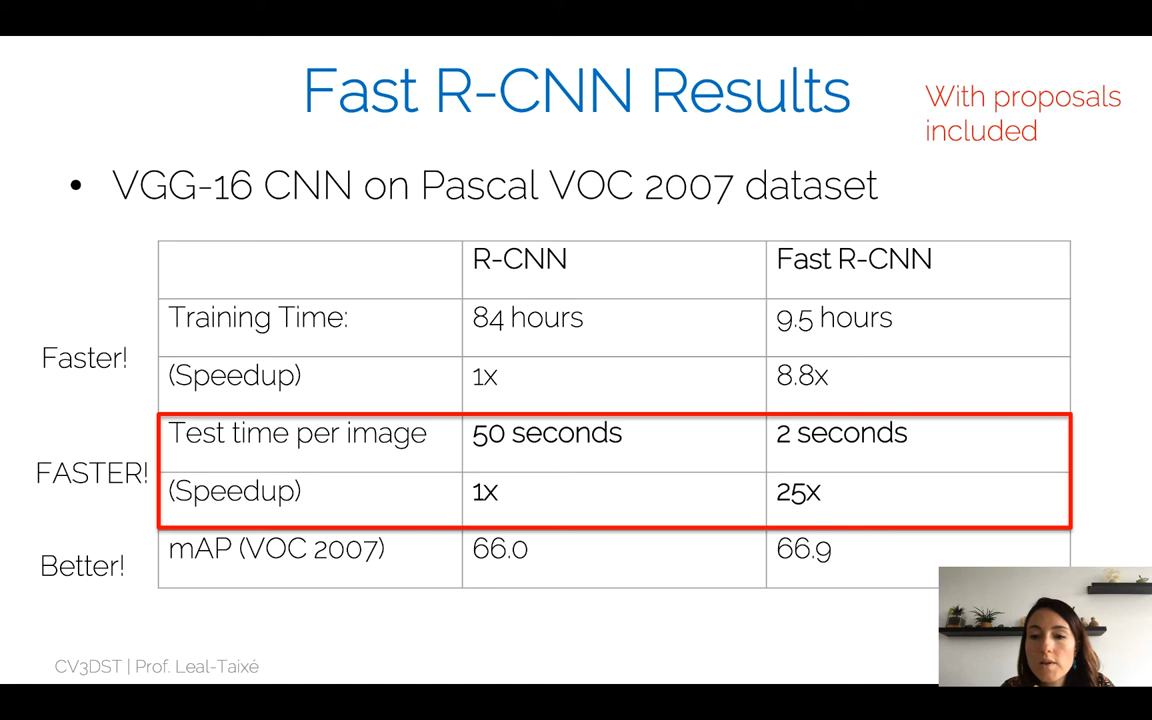 Fast R-CNN Results
With proposals
included
• VGG-16 CNN on Pascal VOC 2007 dataset
R-CNN Fast R-CNN
Training Time: 84 hours 9.5 hours
Faster!
(Speedup) 1x 8.8x
Test time per image 50 seconds 2 seconds
FASTER!
(Speedup) 1x 25x
mAP (VOC 2007) 66.0 66.9
Better!
CV3DST | Prof. Leal-Taixé